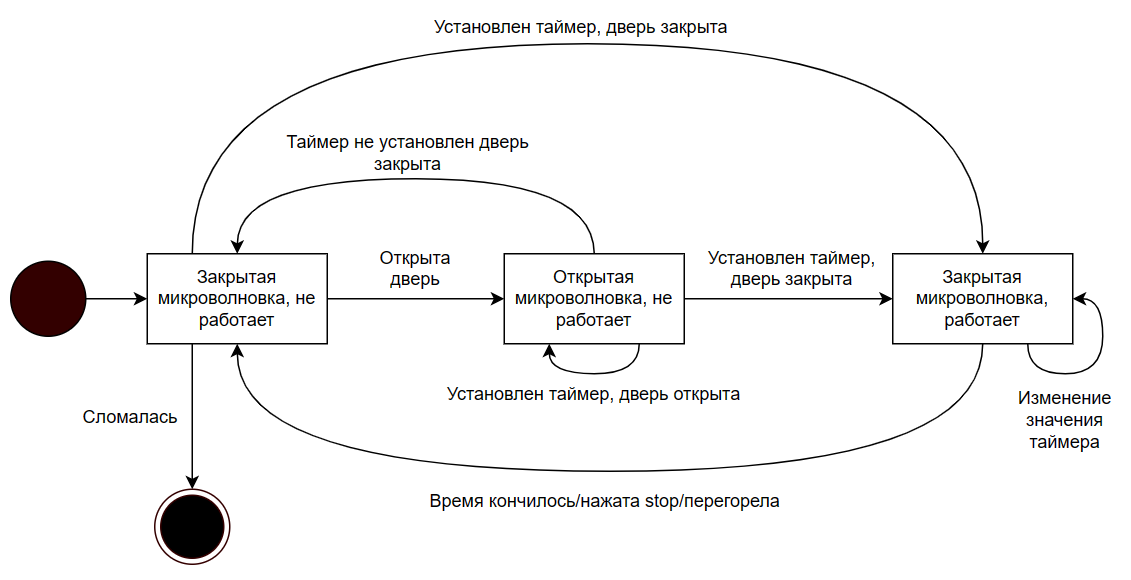 Установлен таймер, дверь закрыта
Таймер не установлен дверь
закрыта
Открыта
дверь
Установлен таймер,
дверь закрыта
Закрытая
микроволновка, не
работает
Открытая
микроволновка, не
работает
Закрытая
микроволновка,
работает
Установлен таймер, дверь открыта
Изменение
значения
таймера
Сломалась
Время кончилось/нажата stop/перегорела